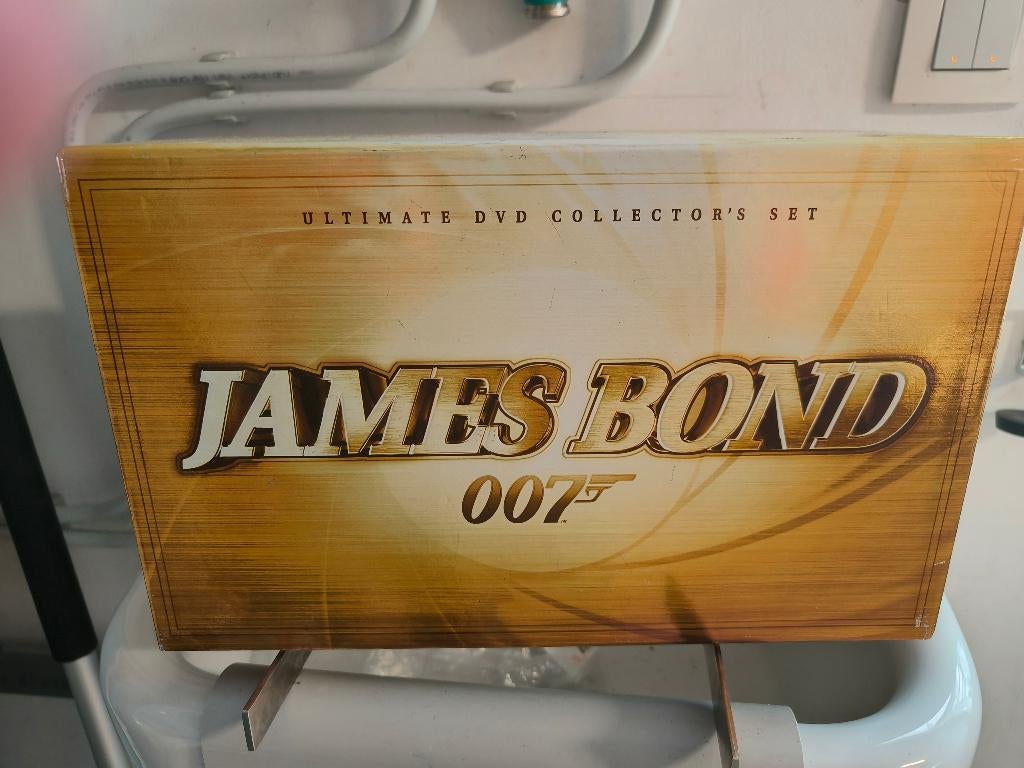 ULTIMATE DVD COLLECTOR'S SET
JAMES BOND
007